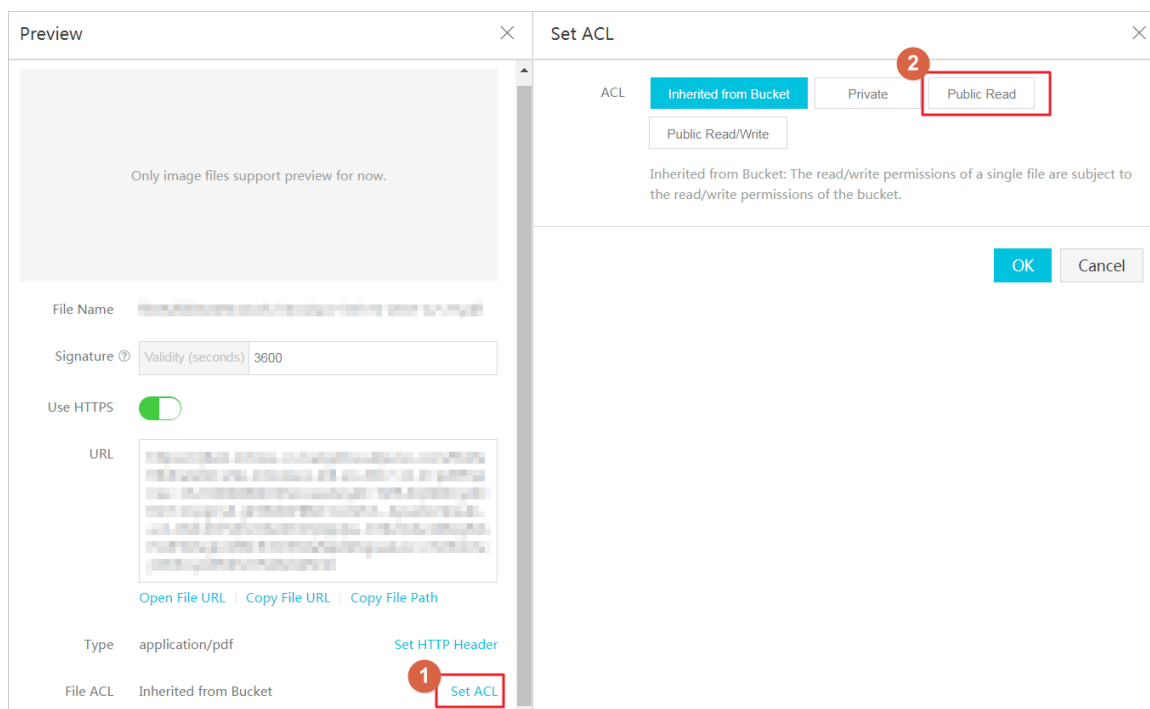 Preview
Only image files support preview for now.
File Name
Signature ? Validity (seconds) 3600
Use HTTPS
URL
Open File URL | Copy File URL | Copy File Path
Type application/pdf Set HTTP Header
1
File ACL Inherited from Bucket Set ACL
Set ACL
2
ACL Inherited from Bucket Private Public Read
Public Read/Write
Inherited from Bucket: The read/write permissions of a single file are subject to
the read/write permissions of the bucket.
OK Cancel